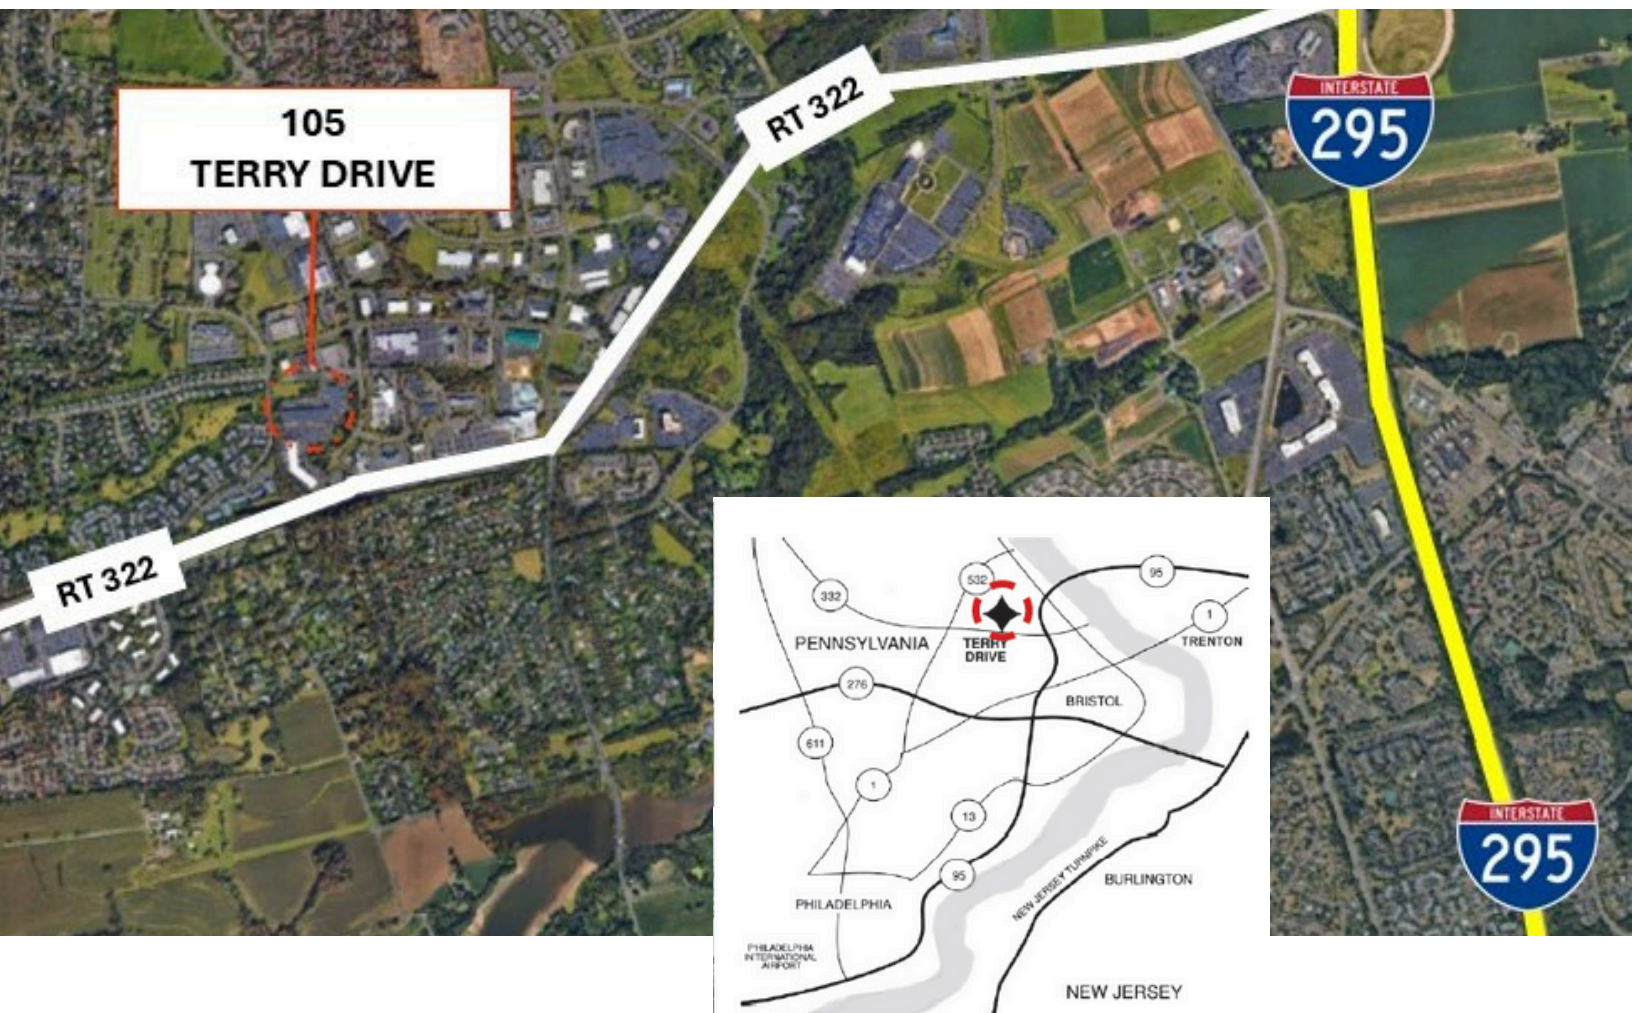 105
TERRY DRIVE
RT 322
INTERSTATE
295
RT 322
INTERSTATE
295
95
532
332
1
PENNSYLVANIA
TERRY
DRIVE
TRENTON
276
BRISTOL
611
1
13
95
NEW JERSEY TURNPIKE
BURLINGTON
PHILADELPHIA
PHILADELPHIA
INTERNATIONAL
AIRPORT
NEW JERSEY